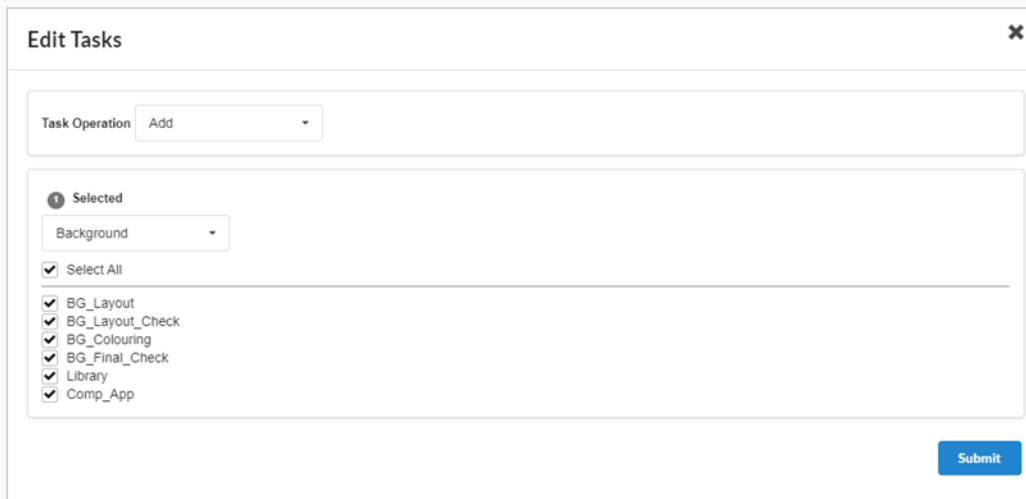 Edit Tasks
Task Operation Add
1 Selected
Background
Select All
BG_Layout
BG_Layout_Check
BG_Colouring
BG_Final_Check
Library
Comp_App
Submit